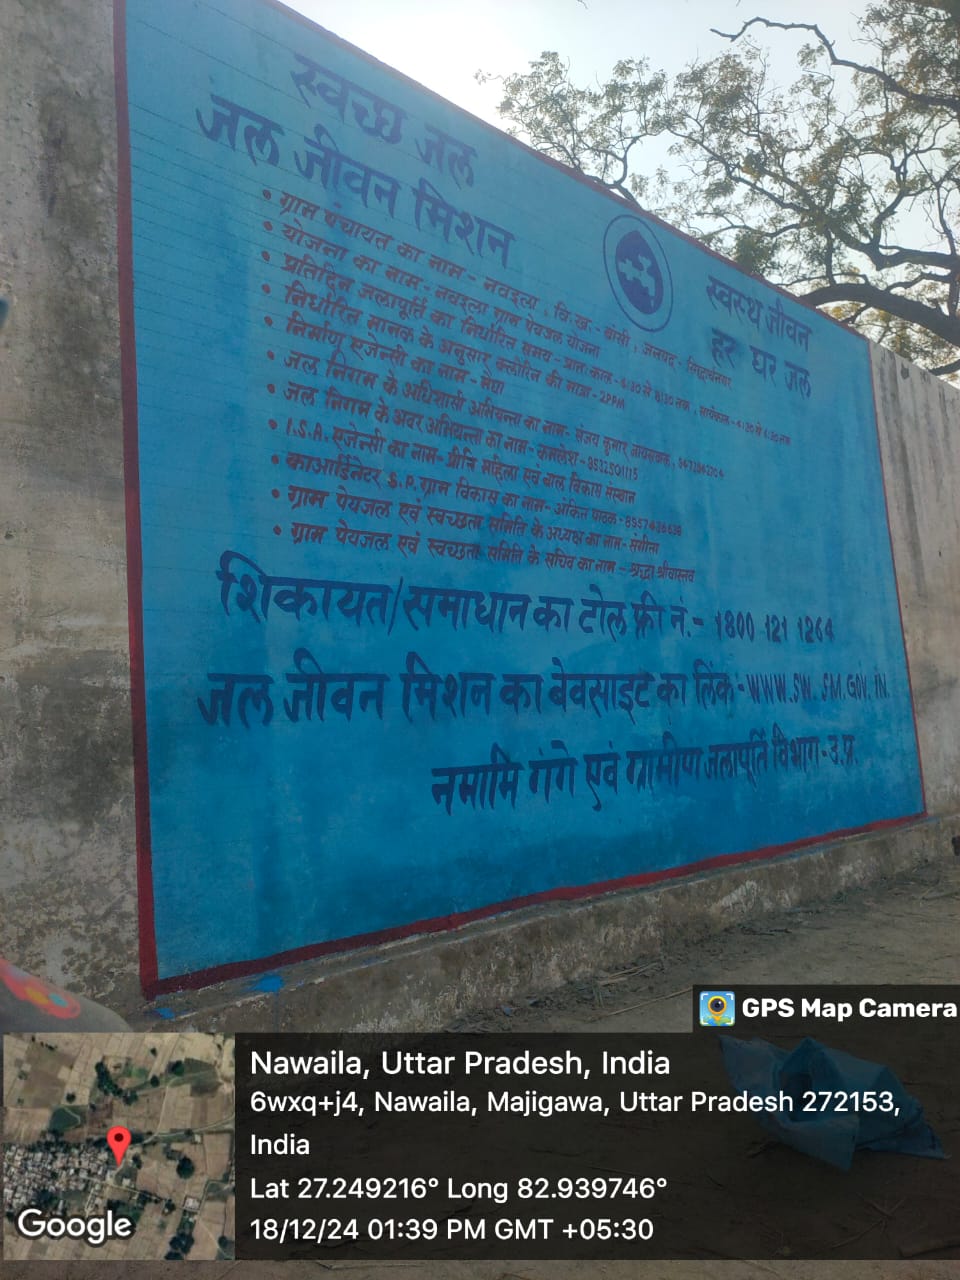 स्वच्छ जल
जल जीवन मिशन
स्वस्थ जीवन
हर घर जल
• ग्राम पंचायत का नाम - नवइला, वि.ख.- बांसी, जनपद - सिद्धार्थनगर
• योजना का नाम - नवइला ग्राम पेयजल योजना
• प्रतिदिन जलापूर्ति का निर्धारित समय - प्रातःकाल - 6:30 से 8:30 तक, सायंकाल - 4:30 से 6:30 तक
• निर्धारित मानक के अनुसार क्लोरिन की मात्रा - 2PPM
• निर्माण एजेन्सी का नाम - मेघा
• जल निगम के अधिशासी अभियन्ता का नाम - संजय कुमार जायसवाल,
• जल निगम के अवर अभियन्ता का नाम - कमलेश - 8532501115
• I.S.A. एजेन्सी का नाम - प्रीति महिला एवं बाल विकास संस्थान
• काआर्डिनेटर S.P. ग्राम विकास का नाम - अंकित पाठक - 8957436638
• ग्राम पेयजल एवं स्वच्छता समिति के अध्यक्ष का नाम - संगीता
• ग्राम पेयजल एवं स्वच्छता समिति के सचिव का नाम - श्रद्धा श्रीवास्तव
शिकायत/समाधान का टोल फ्री नं.- 1800 121 1264
जल जीवन मिशन का बेवसाइट का लिंक - WWW.SW.SM.GOV.IN.
नमामि गंगे एवं ग्रामीण जलापूर्ति विभाग - उ.प्र.
GPS Map Camera
Nawaila, Uttar Pradesh, India
6wxq+j4, Nawaila, Majigawa, Uttar Pradesh 272153,
India
Lat 27.249216° Long 82.939746°
18/12/24 01:39 PM GMT +05:30
Google